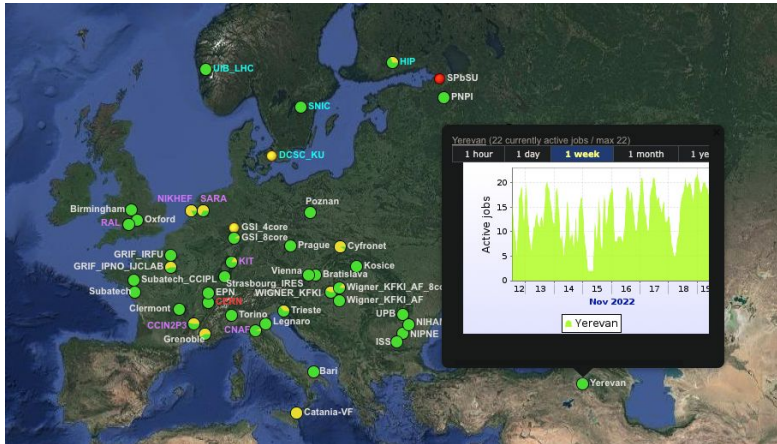 UIB_LHC
HIP
SPbSU
PNPI
SNIC
DCSC_KU
Yerevan (22 currently active jobs / max 22)
1 hour 1 day 1 week 1 month 1 ye
Active jobs
20
15
10
5
0
12 13 14 15 16 17 18 19
Nov 2022
Yerevan
NIKHEF SARA
Poznan
Birmingham
Oxford
RAL
GSI_4core
GSI_8core
Prague
Cyfronet
GRIF_IRFU
GRIF_IPNO_IJCLAB
KIT
Kosice
Vienna
Bratislava
Subatech_CCIPL
Strasbourg_IRES
Wigner_KFKI_AF_8co
Subatech
EPN
WIGNER_KFKI
Wigner_KFKI_AF
CERN
Clermont
Torino
Trieste
UPB
CCIN2P3
Legnaro
NIHAM
CNAF
NIPNE
Grenoble
ISS
Bari
Yerevan
Catania-VF